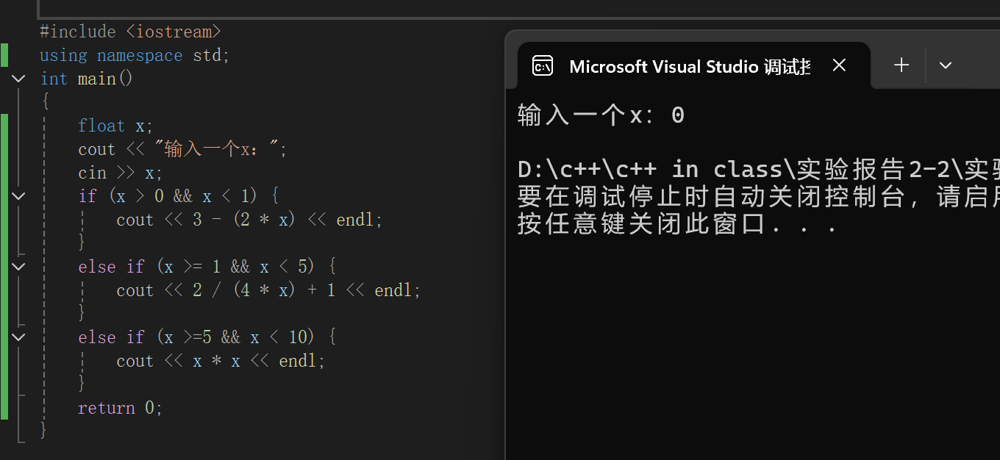 #include <iostream>
using namespace std;
int main()
{
float x;
cout << "输入一个x：";
cin >> x;
if (x > 0 && x < 1) {
cout << 3 - (2 * x) << endl;
}
else if (x >= 1 && x < 5) {
cout << 2 / (4 * x) + 1 << endl;
}
else if (x >=5 && x < 10) {
cout << x * x << endl;
}
return 0;
}
Microsoft Visual Studio 调试控
输入一个x：0
D:\c++\c++ in class\实验报告2-2\实验
要在调试停止时自动关闭控制台，请启用
按任意键关闭此窗口. . .